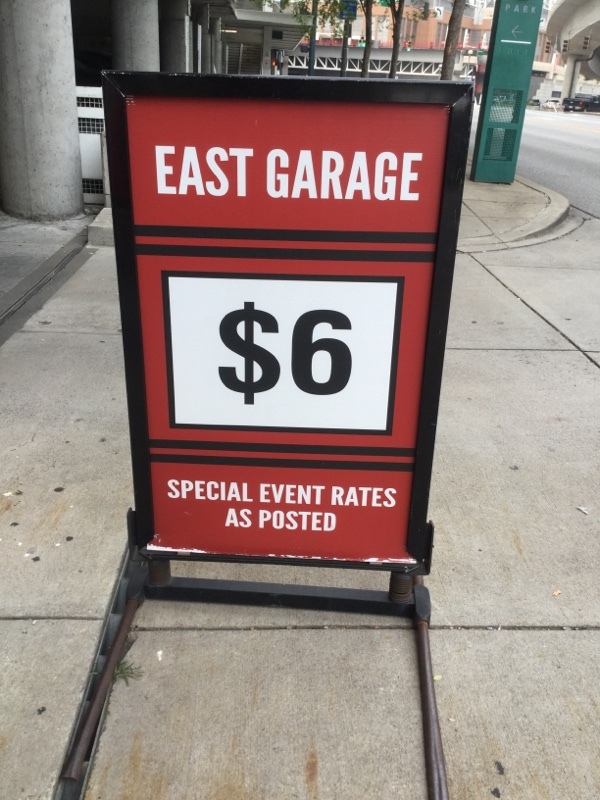 PARK
EAST GARAGE
$6
SPECIAL EVENT RATES
AS POSTED